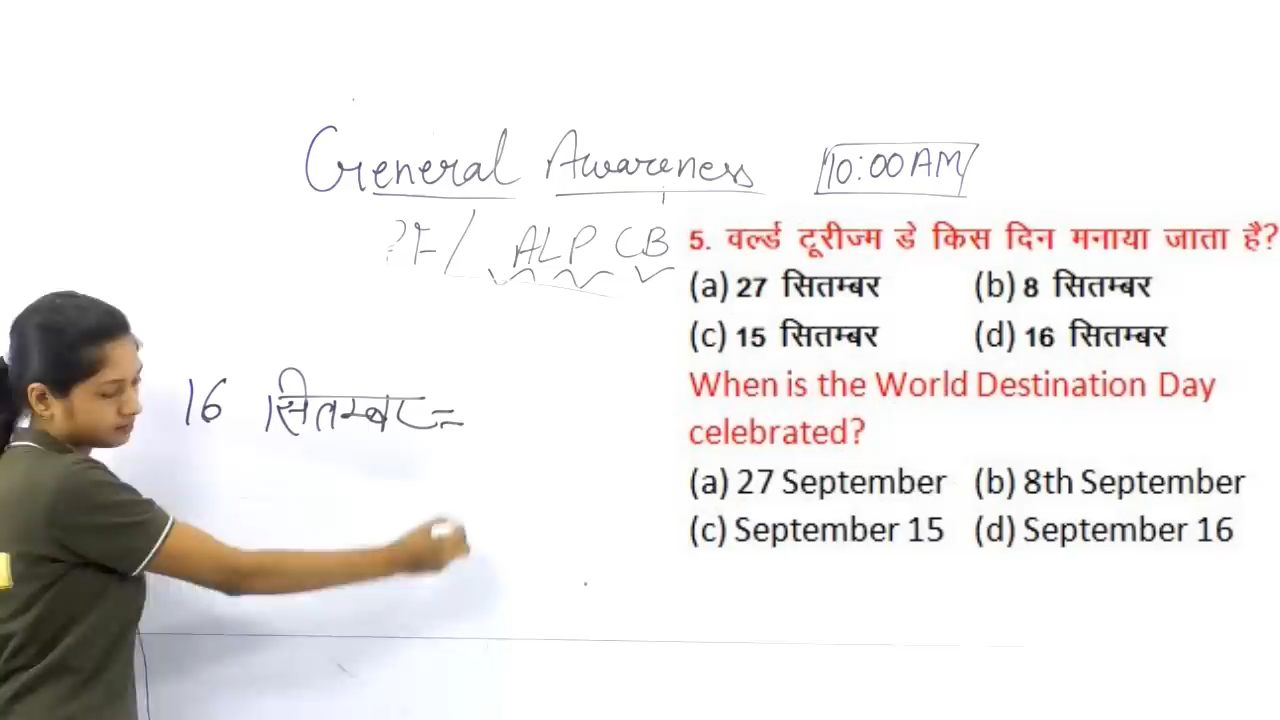 General Awareness 10:00AM
?F/ ALP CB
5. वर्ल्ड टूरीज्म डे किस दिन मनाया जाता है?
(a) 27 सितम्बर (b) 8 सितम्बर
(c) 15 सितम्बर (d) 16 सितम्बर
When is the World Destination Day
celebrated?
(a) 27 September (b) 8th September
(c) September 15 (d) September 16
16 सितम्बर =